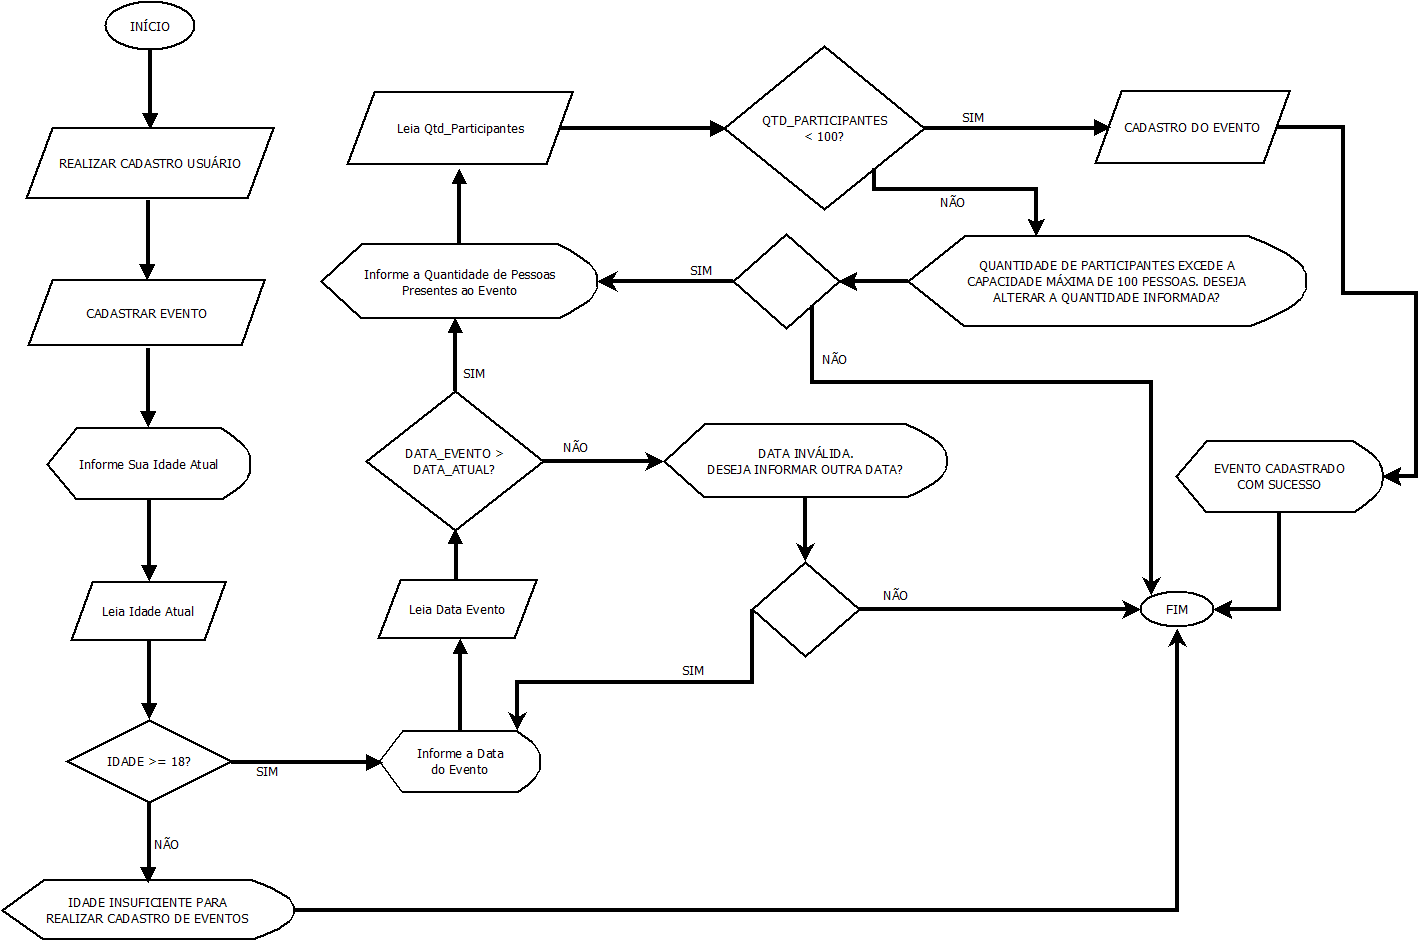 INÍCIO
REALIZAR CADASTRO USUÁRIO
CADASTRAR EVENTO
Informe Sua Idade Atual
Leia Idade Atual
IDADE >= 18?
SIM
NÃO
IDADE INSUFICIENTE PARA
REALIZAR CADASTRO DE EVENTOS
Informe a Data
do Evento
Leia Data Evento
DATA_EVENTO >
DATA_ATUAL?
NÃO
DATA INVÁLIDA.
DESEJA INFORMAR OUTRA DATA?
SIM
NÃO
SIM
Informe a Quantidade de Pessoas
Presentes ao Evento
Leia Qtd_Participantes
QTD_PARTICIPANTES
< 100?
SIM
NÃO
QUANTIDADE DE PARTICIPANTES EXCEDE A
CAPACIDADE MÁXIMA DE 100 PESSOAS. DESEJA
ALTERAR A QUANTIDADE INFORMADA?
SIM
NÃO
CADASTRO DO EVENTO
EVENTO CADASTRADO
COM SUCESSO
FIM